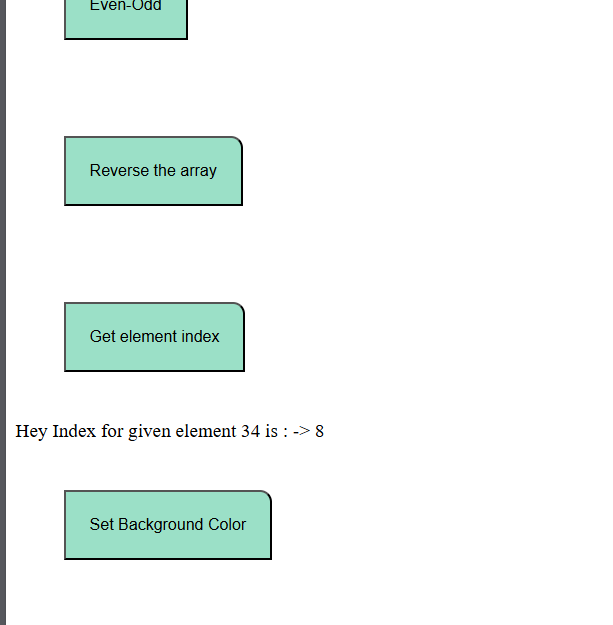 Even-Odd
Reverse the array
Get element index
Hey Index for given element 34 is : -> 8
Set Background Color